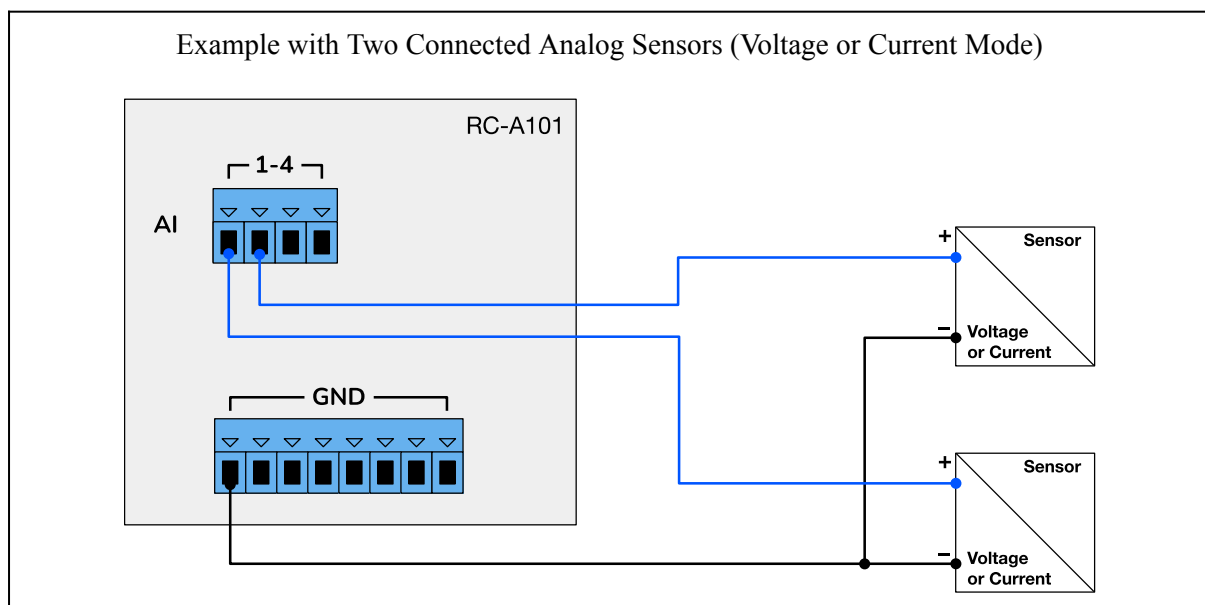 Example with Two Connected Analog Sensors (Voltage or Current Mode)
RC-A101
1-4
AI
+
Sensor
−
Voltage
or Current
GND
+
Sensor
−
Voltage
or Current